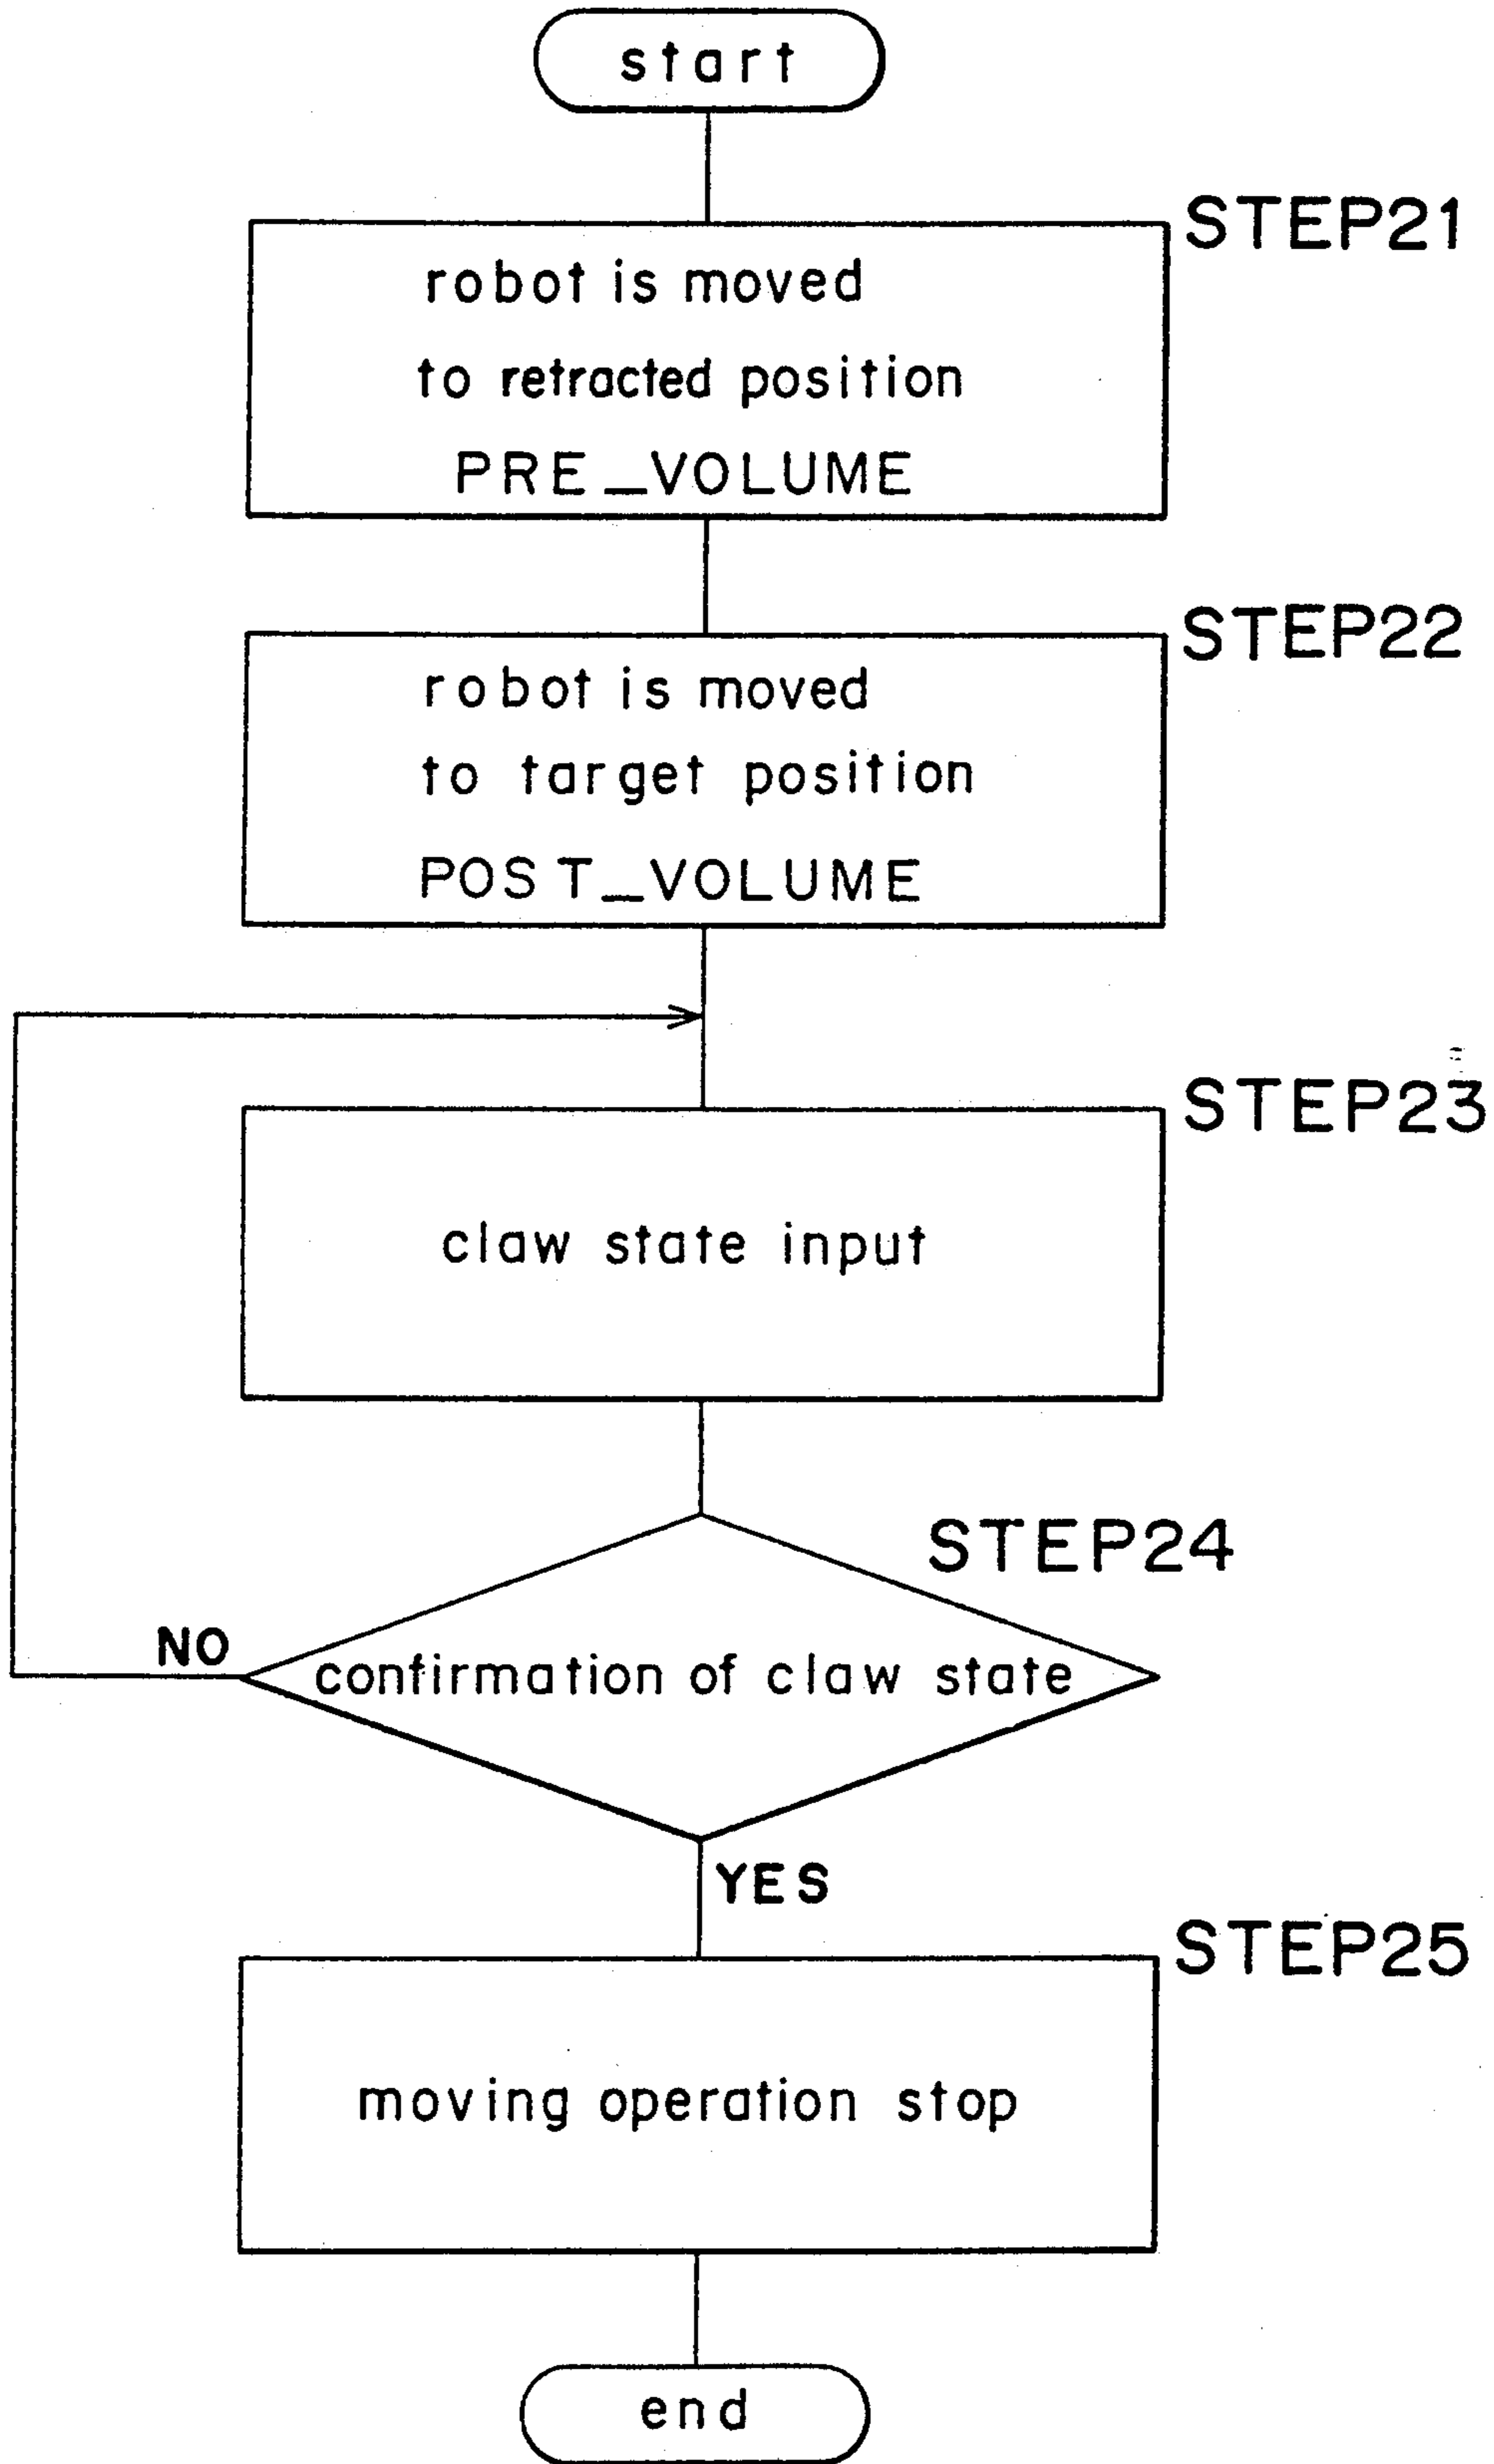 start
STEP21
robot is moved
to retracted position
PRE_VOLUME
STEP22
robot is moved
to target position
POST_VOLUME
STEP23
claw state input
STEP24
NO
confirmation of claw state
YES
STEP25
moving operation stop
end